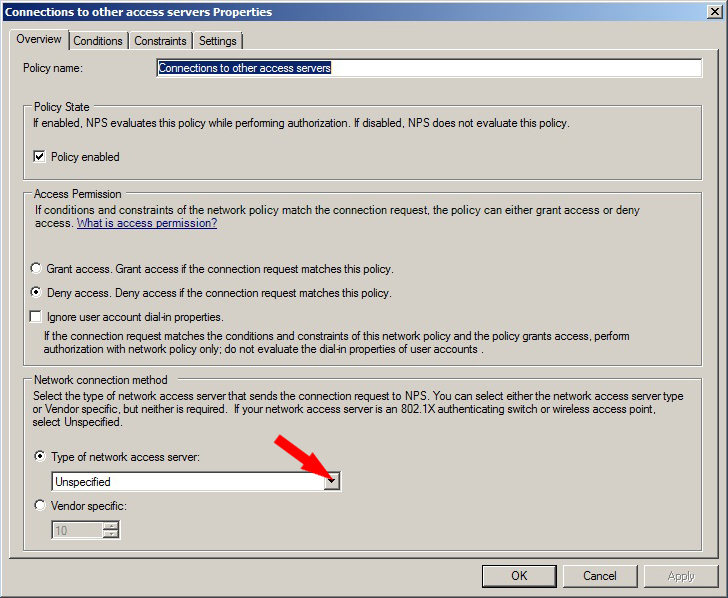 Connections to other access servers Properties
Overview Conditions Constraints Settings
Policy name: Connections to other access servers
Policy State
If enabled, NPS evaluates this policy while performing authorization. If disabled, NPS does not evaluate this policy.
Policy enabled
Access Permission
If conditions and constraints of the network policy match the connection request, the policy can either grant access or deny
access. What is access permission?
Grant access. Grant access if the connection request matches this policy.
Deny access. Deny access if the connection request matches this policy.
Ignore user account dial-in properties.
If the connection request matches the conditions and constraints of this network policy and the policy grants access, perform
authorization with network policy only; do not evaluate the dial-in properties of user accounts .
Network connection method
Select the type of network access server that sends the connection request to NPS. You can select either the network access server type
or Vendor specific, but neither is required. If your network access server is an 802.1X authenticating switch or wireless access point,
select Unspecified.
Type of network access server:
Unspecified
Vendor specific:
10
OK Cancel Apply